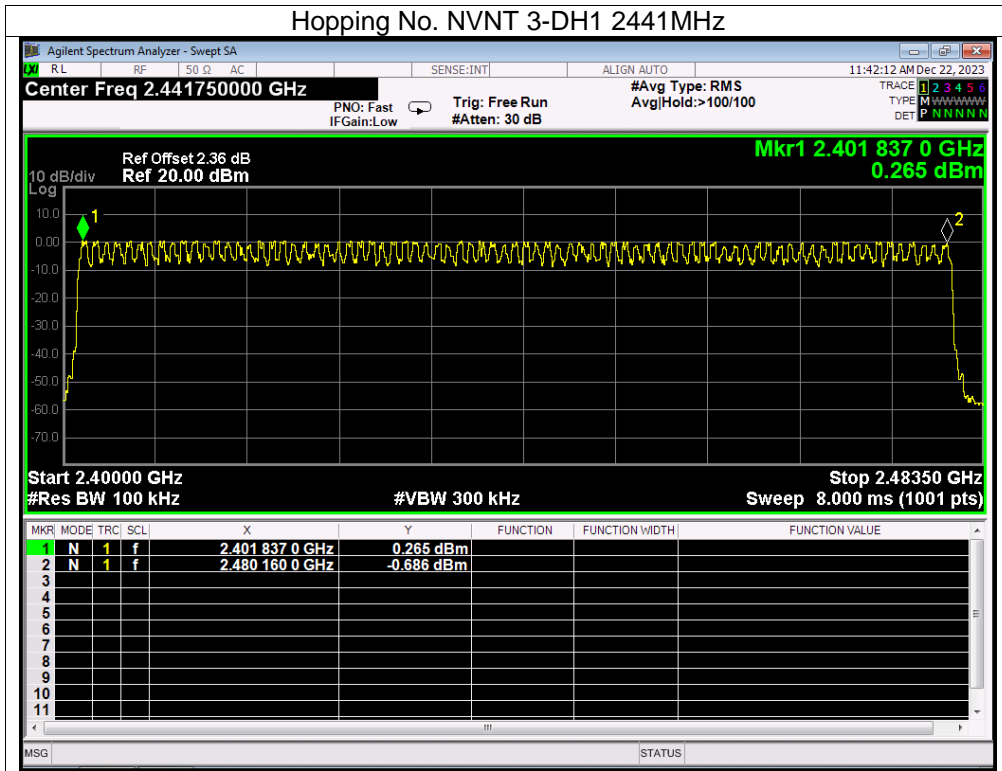 Hopping No. NVNT 3-DH1 2441MHz
Agilent Spectrum Analyzer - Swept SA
LXI RL RF 50 Ω AC SENSE:INT ALIGN AUTO 11:42:12 AM Dec 22, 2023
Center Freq 2.441750000 GHz #Avg Type: RMS TRACE 1 2 3 4 5 6
PNO: Fast Trig: Free Run Avg|Hold:>100/100 TYPE M WWWWW
IFGain:Low #Atten: 30 dB DET P N N N N N
Mkr1 2.401 837 0 GHz
Ref Offset 2.36 dB
10 dB/div Ref 20.00 dBm 0.265 dBm
Log
10.0
1
2
0.00
-10.0
-20.0
-30.0
-40.0
-50.0
-60.0
-70.0
Start 2.40000 GHz Stop 2.48350 GHz
#Res BW 100 kHz #VBW 300 kHz Sweep 8.000 ms (1001 pts)
MKR MODE TRC SCL X Y FUNCTION FUNCTION WIDTH FUNCTION VALUE
1 N 1 f 2.401 837 0 GHz 0.265 dBm
2 N 1 f 2.480 160 0 GHz -0.686 dBm
3
4
5
6
7
8
9
10
11
MSG STATUS